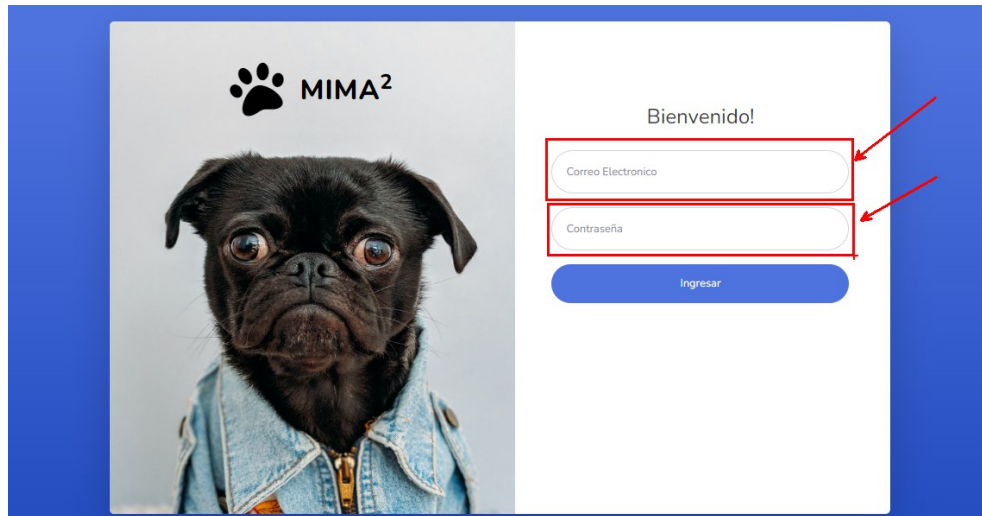 MIMA²
Bienvenido!
Correo Electronico
Contraseña
Ingresar